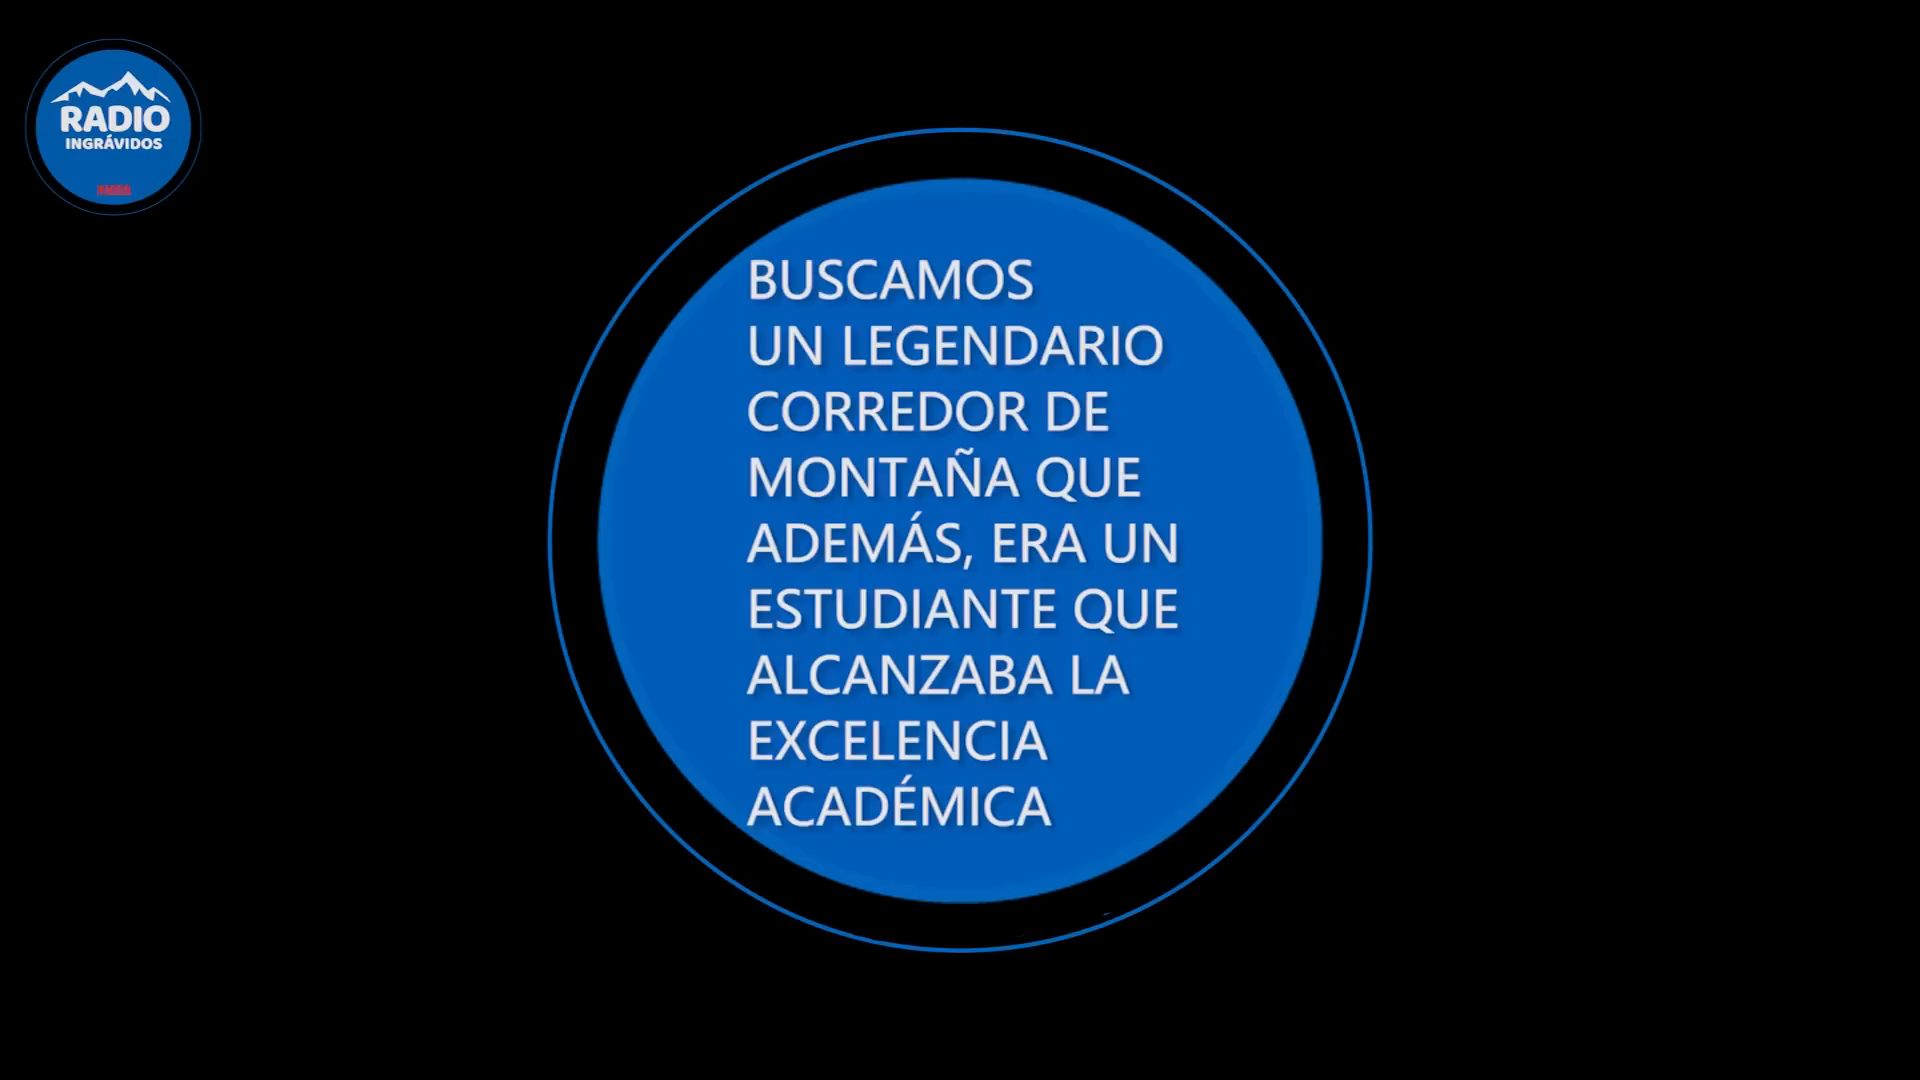 RADIO
INGRÁVIDOS
BUSCAMOS
UN LEGENDARIO
CORREDOR DE
MONTAÑA QUE
ADEMÁS, ERA UN
ESTUDIANTE QUE
ALCANZABA LA
EXCELENCIA
ACADÉMICA